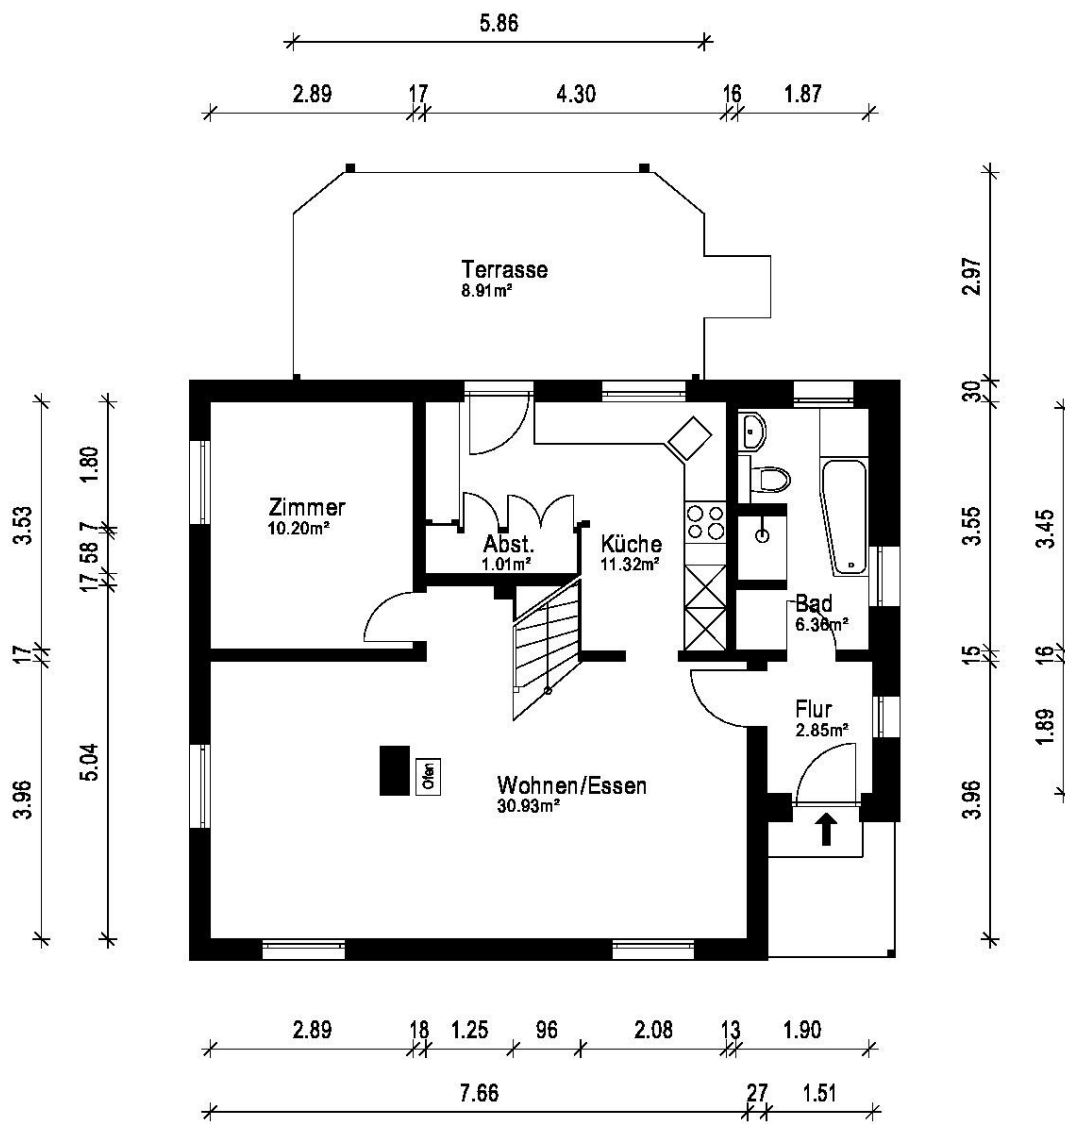 5.86
2.89 17 4.30 16 1.87
2.97
Terrasse
8.91m²
30
1.80
3.53
7
58
17
3.55
3.45
Zimmer
10.20m²
Abst.
1.01m²
Küche
11.32m²
Bad
6.36m²
17
15
16
Flur
2.85m²
1.89
5.04
3.96
3.96
Ofen
Wohnen/Essen
30.93m²
2.89 18 1.25 96 2.08 13 1.90
7.66 27 1.51